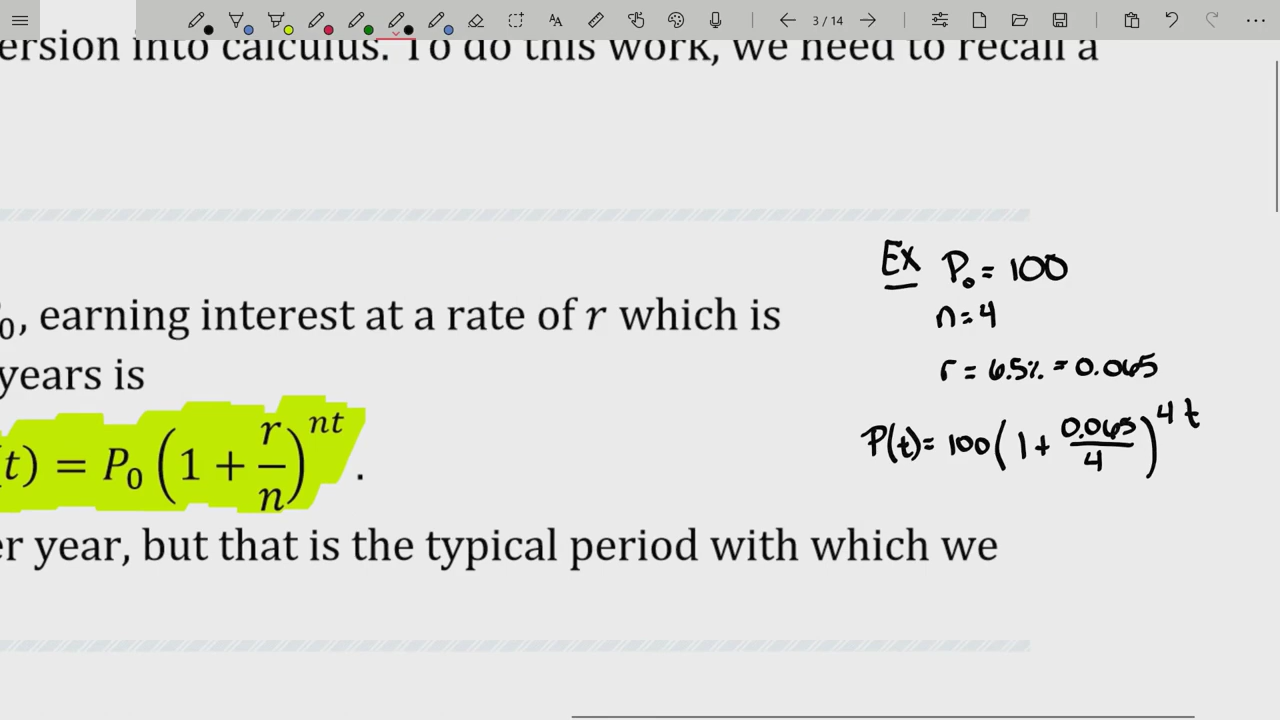 3 / 14
ersion into calculus. To do this work, we need to recall a
Ex P₀ = 100
n = 4
0, earning interest at a rate of r which is
r = 6.5% = 0.065
years is
t) = P₀ (1 + r/n)^{nt}.
P(t) = 100(1 + 0.065/4)^{4t}
er year, but that is the typical period with which we